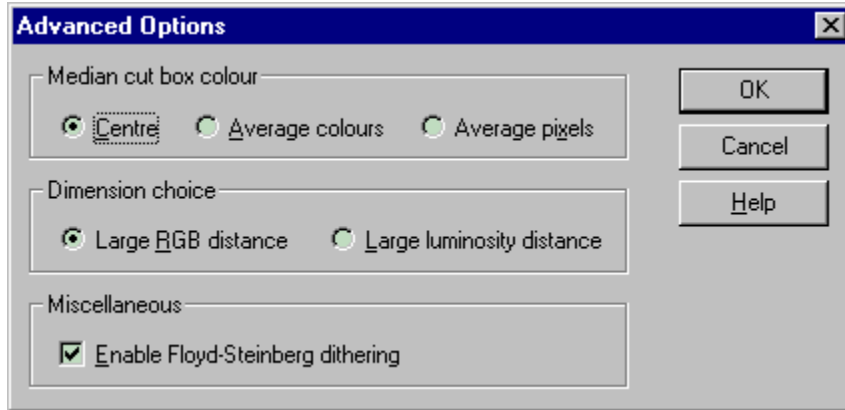 Advanced Options
Median cut box colour
Centre Average colours Average pixels
Dimension choice
Large RGB distance Large luminosity distance
Miscellaneous
Enable Floyd-Steinberg dithering
OK
Cancel
Help